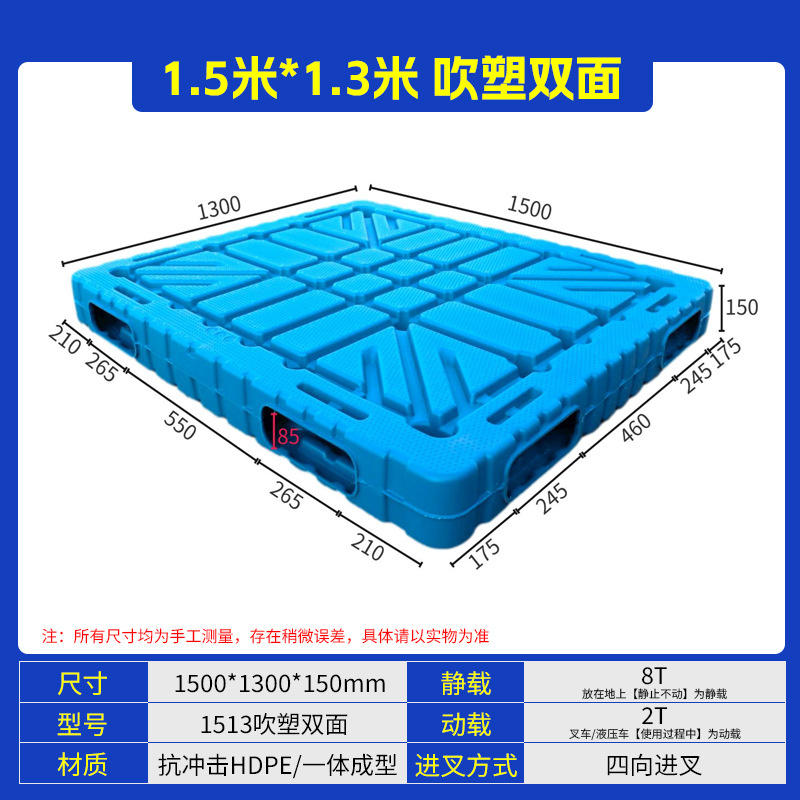 1.5米*1.3米 吹塑双面
1300
1500
150
210
265
550
265
210
85
175
245
460
245
175
注：所有尺寸均为手工测量，存在稍微误差，具体请以实物为准
尺寸 1500*1300*150mm 静载 8T
放在地上【静止不动】为静载
型号 1513吹塑双面 动载 2T
叉车/液压车【使用过程中】为动载
材质 抗冲击HDPE/一体成型 进叉方式 四向进叉